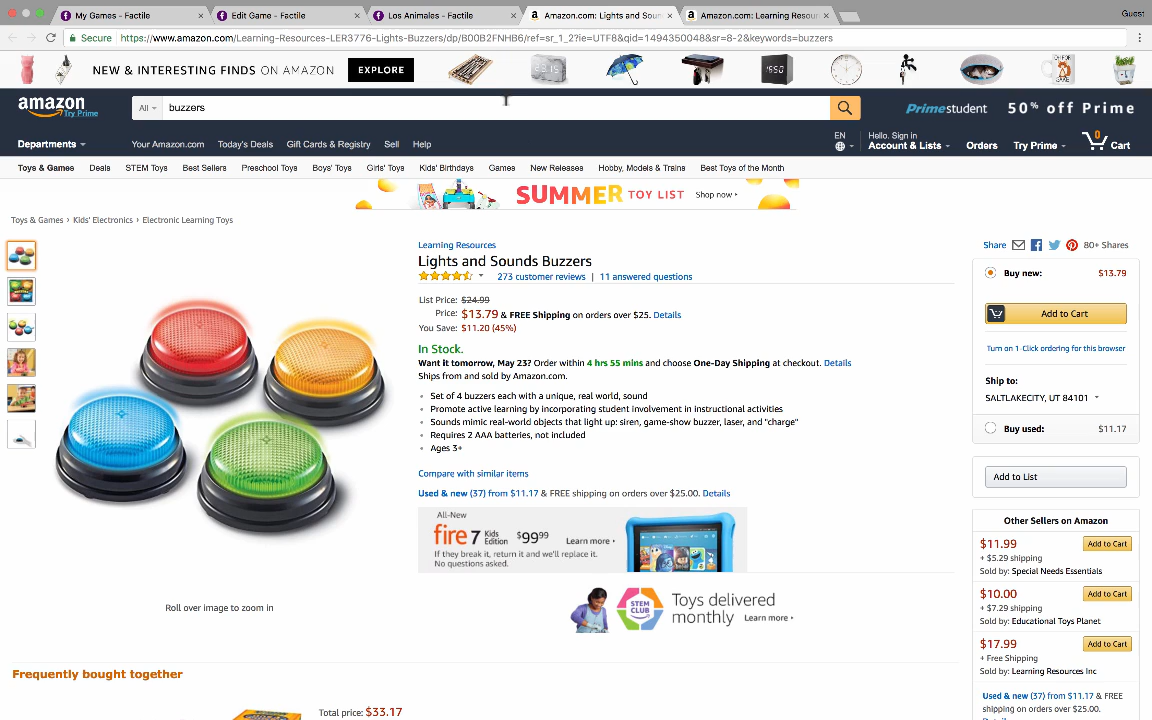 My Games - Factile
Edit Game - Factile
Los Animales - Factile
Amazon.com: Lights and Soun
Amazon.com: Learning Resour
Guest
Secure
https://www.amazon.com/Learning-Resources-LER3776-Lights-Buzzers/dp/B00B2FNHB6/ref=sr_1_2?ie=UTF8&qid=1494350048&sr=8-2&keywords=buzzers
NEW & INTERESTING FINDS ON AMAZON
EXPLORE
amazon
Try Prime
All
buzzers
Prime student 50% off Prime
Departments
Your Amazon.com
Today's Deals
Gift Cards & Registry
Sell
Help
EN
Hello. Sign in
Account & Lists
Orders
Try Prime
0
Cart
Toys & Games
Deals
STEM Toys
Best Sellers
Preschool Toys
Boys' Toys
Girls' Toys
Kids' Birthdays
Games
New Releases
Hobby, Models & Trains
Best Toys of the Month
SUMMER TOY LIST Shop now
Toys & Games › Kids' Electronics › Electronic Learning Toys
Learning Resources
Lights and Sounds Buzzers
273 customer reviews | 11 answered questions
List Price: $24.99
Price: $13.79 & FREE Shipping on orders over $25. Details
You Save: $11.20 (45%)
In Stock.
Want it tomorrow, May 23? Order within 4 hrs 55 mins and choose One-Day Shipping at checkout. Details
Ships from and sold by Amazon.com.
• Set of 4 buzzers each with a unique, real world, sound
• Promote active learning by incorporating student involvement in instructional activities
• Sounds mimic real-world objects that light up: siren, game-show buzzer, laser, and "charge"
• Requires 2 AAA batteries, not included
• Ages 3+
Compare with similar items
Used & new (37) from $11.17 & FREE shipping on orders over $25.00. Details
All-New
fire 7 Kids Edition $99.99 Learn more
If they break it, return it and we'll replace it.
No questions asked.
STEM CLUB
Toys delivered
monthly Learn more
Roll over image to zoom in
Frequently bought together
Total price: $33.17
Share
80+ Shares
Buy new:
$13.79
Add to Cart
Turn on 1-Click ordering for this browser
Ship to:
SALTLAKECITY, UT 84101
Buy used:
$11.17
Add to List
Other Sellers on Amazon
$11.99
Add to Cart
+ $5.29 shipping
Sold by: Special Needs Essentials
$10.00
Add to Cart
+ $7.29 shipping
Sold by: Educational Toys Planet
$17.99
Add to Cart
+ Free Shipping
Sold by: Learning Resources Inc
Used & new (37) from $11.17 & FREE
shipping on orders over $25.00.